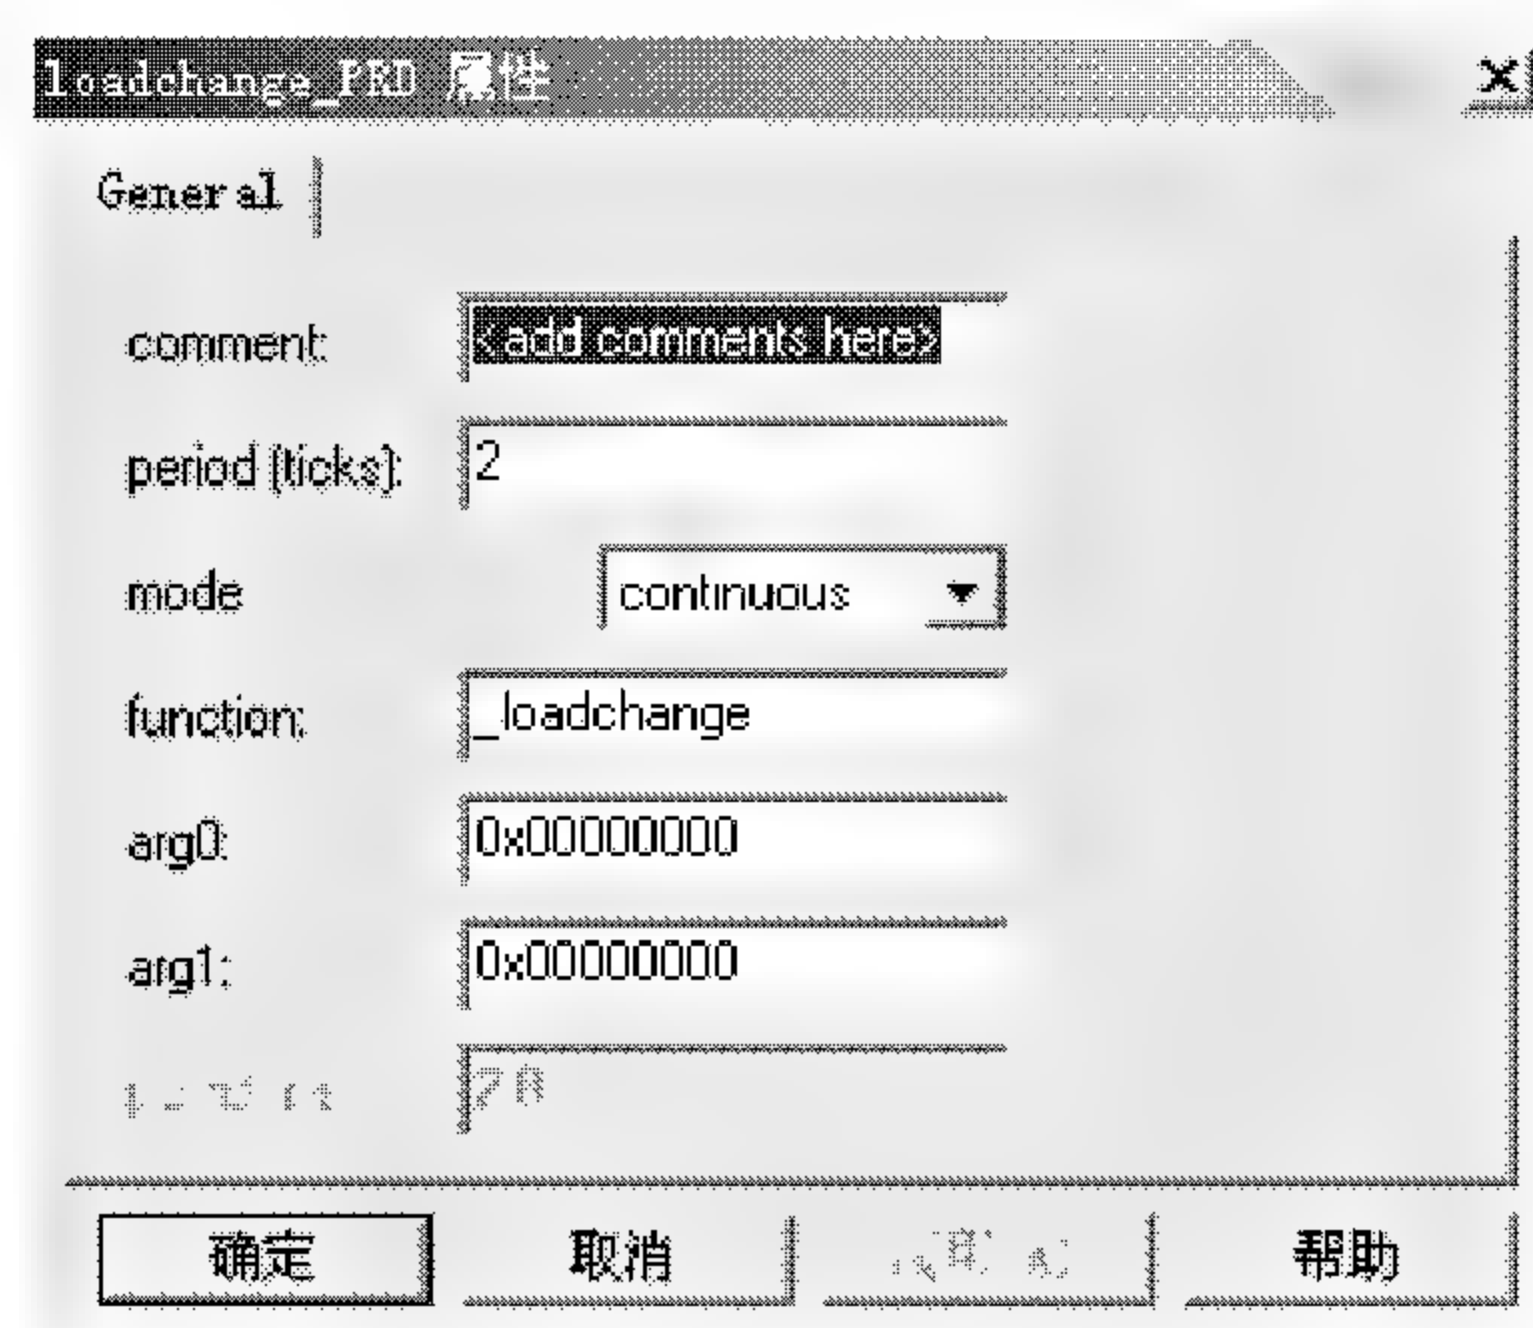 loadchange_PRD 属性
General
comment: <add comments here>
period (ticks): 2
mode continuous
function: _loadchange
arg0: 0x00000000
arg1: 0x00000000
确定 取消 帮助